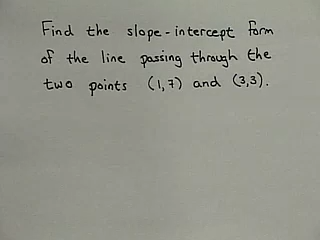 Find the slope-intercept form
of the line passing through the
two points (1,7) and (3,3).